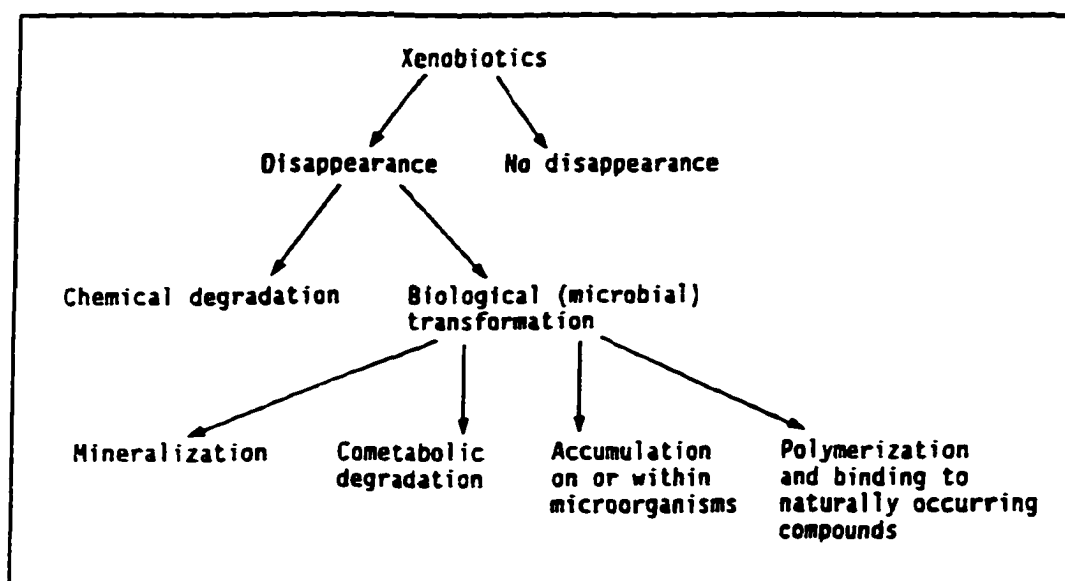 Xenobiotics
Disappearance
No disappearance
Chemical degradation
Biological (microbial)
transformation
Mineralization
Cometabolic
degradation
Accumulation
on or within
microorganisms
Polymerization
and binding to
naturally occurring
compounds